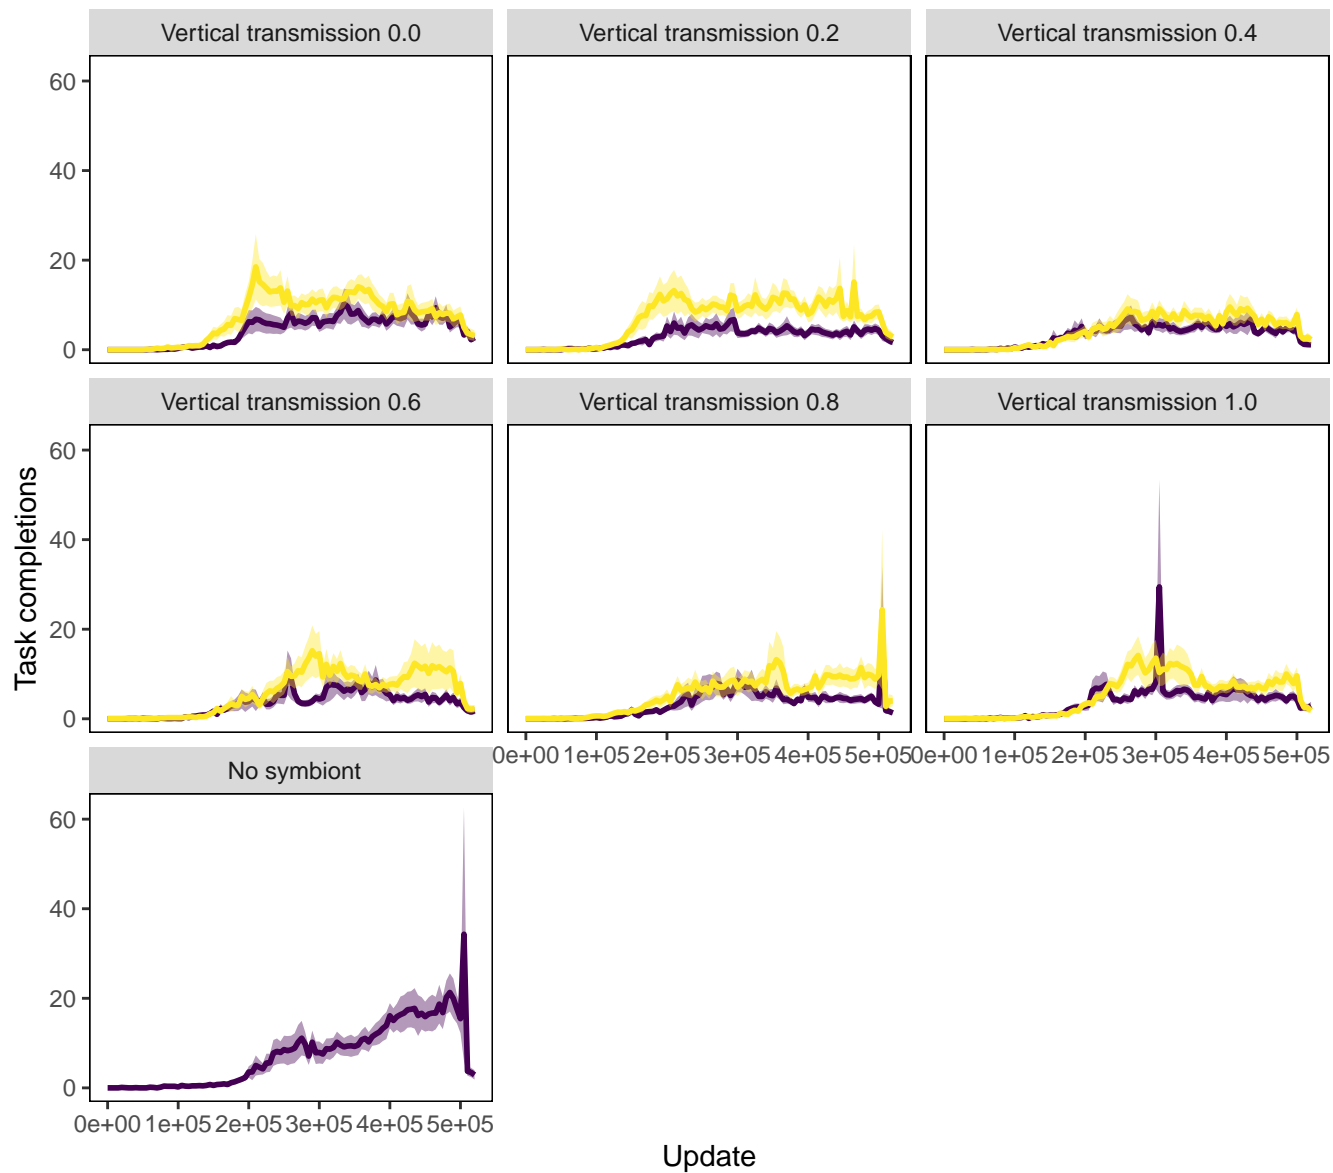 Vertical transmission 0.0
Vertical transmission 0.2
Vertical transmission 0.4
60
40
20
0
Vertical transmission 0.6
Vertical transmission 0.8
Vertical transmission 1.0
60
40
20
0
0e+00 1e+05 2e+05 3e+05 4e+05 5e+05
0e+00 1e+05 2e+05 3e+05 4e+05 5e+05
No symbiont
60
40
20
0
0e+00 1e+05 2e+05 3e+05 4e+05 5e+05
Task completions
Update